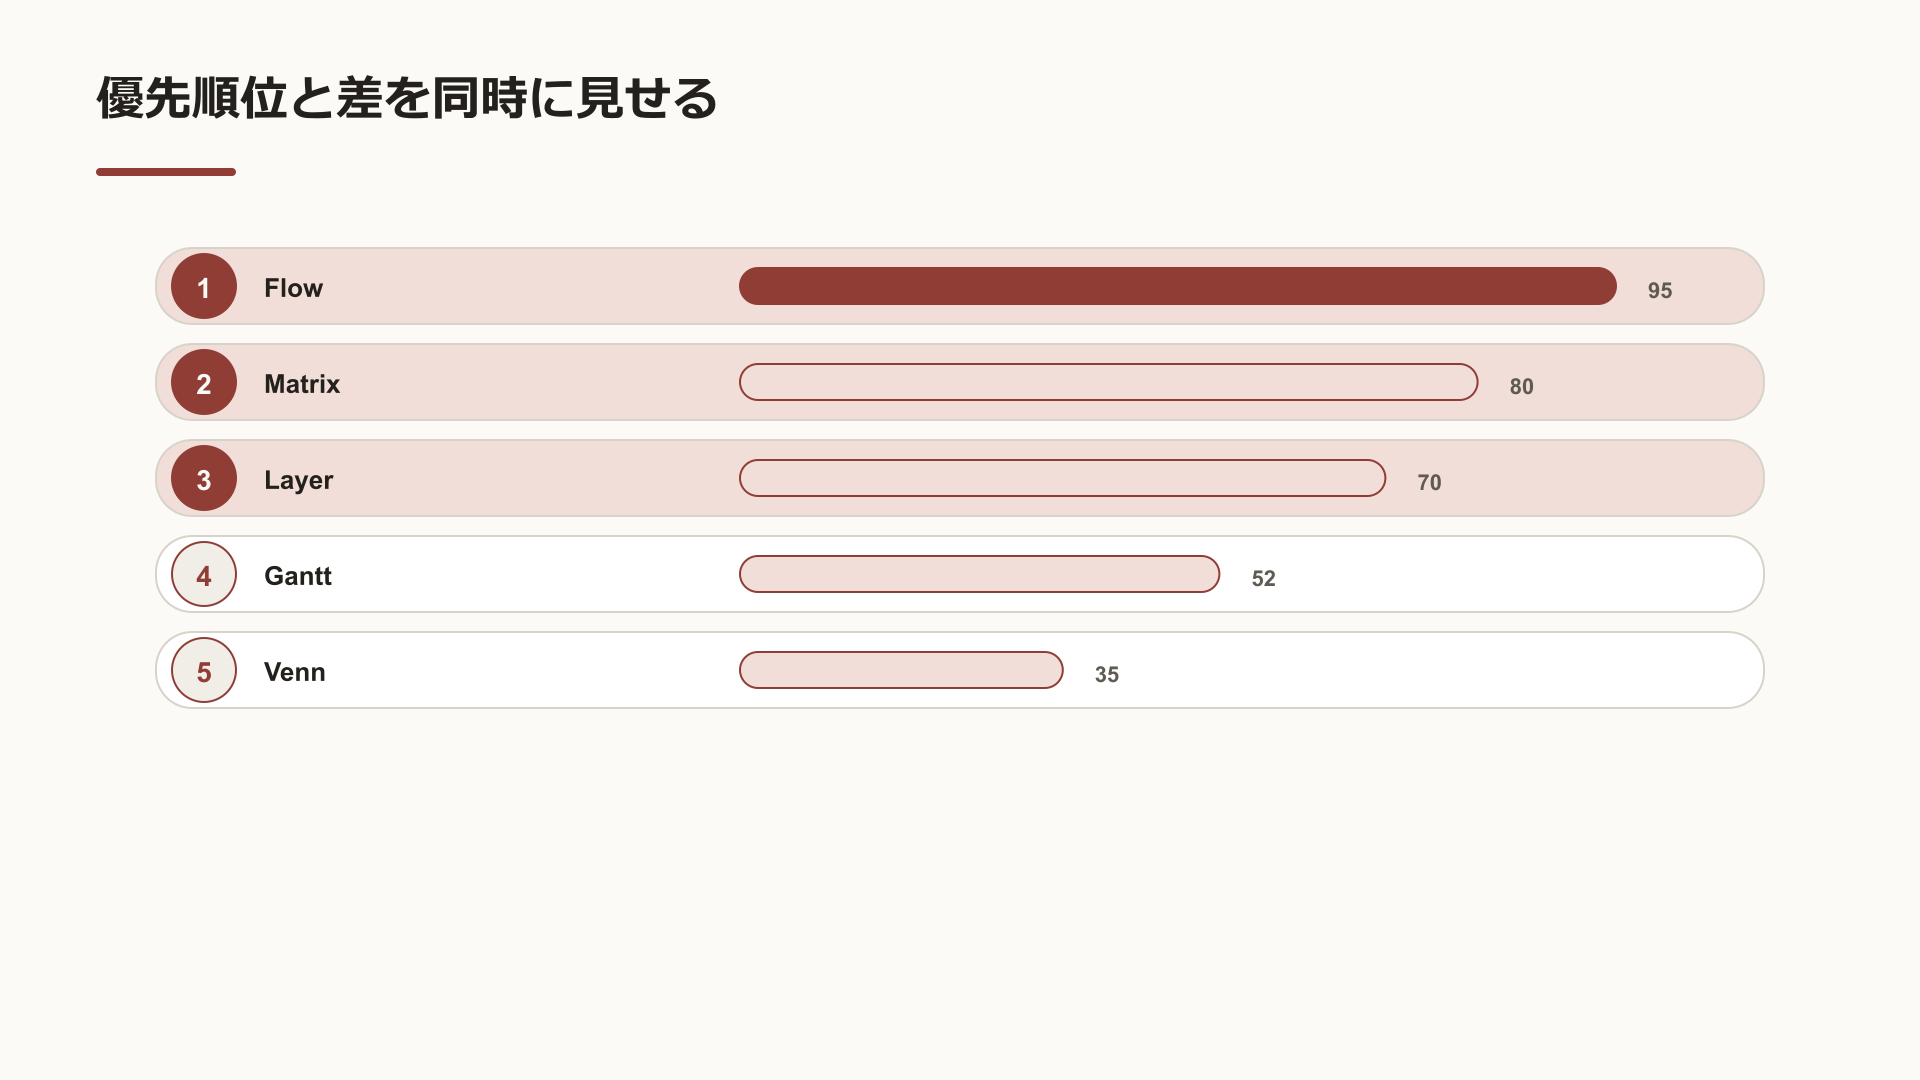 優先順位と差を同時に見せる
1 Flow 95
2 Matrix 80
3 Layer 70
4 Gantt 52
5 Venn 35